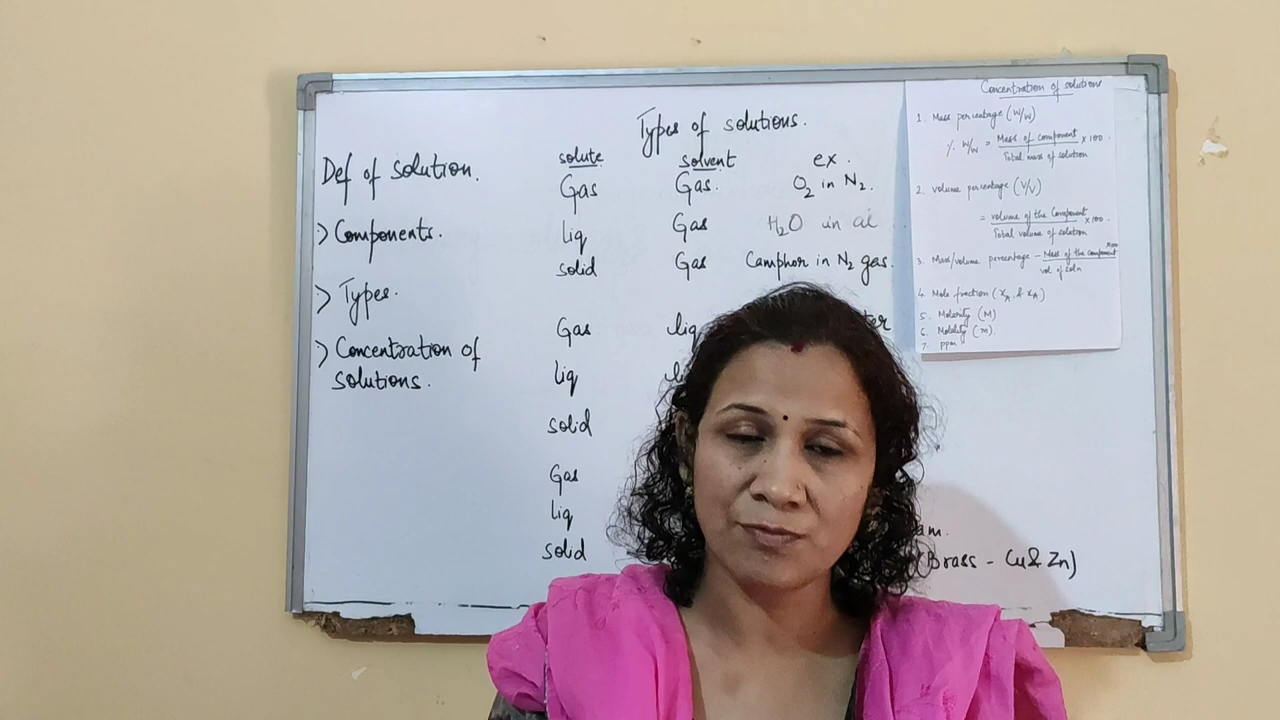 Types of solutions.
Def of solution.
:) Components.
:) Types.
:) Concentration of
solutions.
solute solvent ex.
Gas Gas. O2 in N2.
liq Gas H2O in ai
solid Gas Camphor in N2 gas.
Gas liq
liq
solid
Gas
liq
solid (Brass - Cu & Zn)
Concentration of solutions
1. Mass percentage (W/W)
% W/W = Mass of component × 100.
Total mass of solution
2. volume percentage (V/V)
= volume of the component × 100.
Total volume of solution
3. Mass/volume percentage - Mass of the component ×100
vol of soln
4. Mole fraction (xA, & xA)
5. Molarity (M)
6. Molality (m).
7. ppm